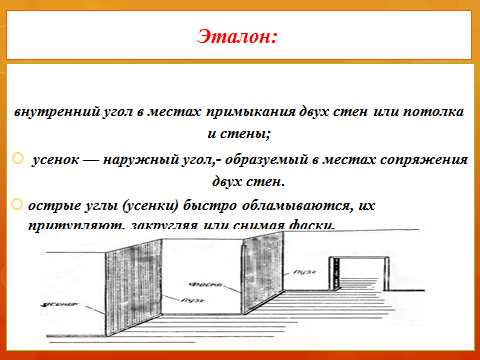 Эталон:
внутренний угол в местах примыкания двух стен или потолка
и стены;
усенок — наружный угол,- образуемый в местах сопряжения
двух стен.
острые углы (усенки) быстро обламываются, их
притупляют, закругляя или снимая фаски.
усенок
лузг
Фаска
лузг